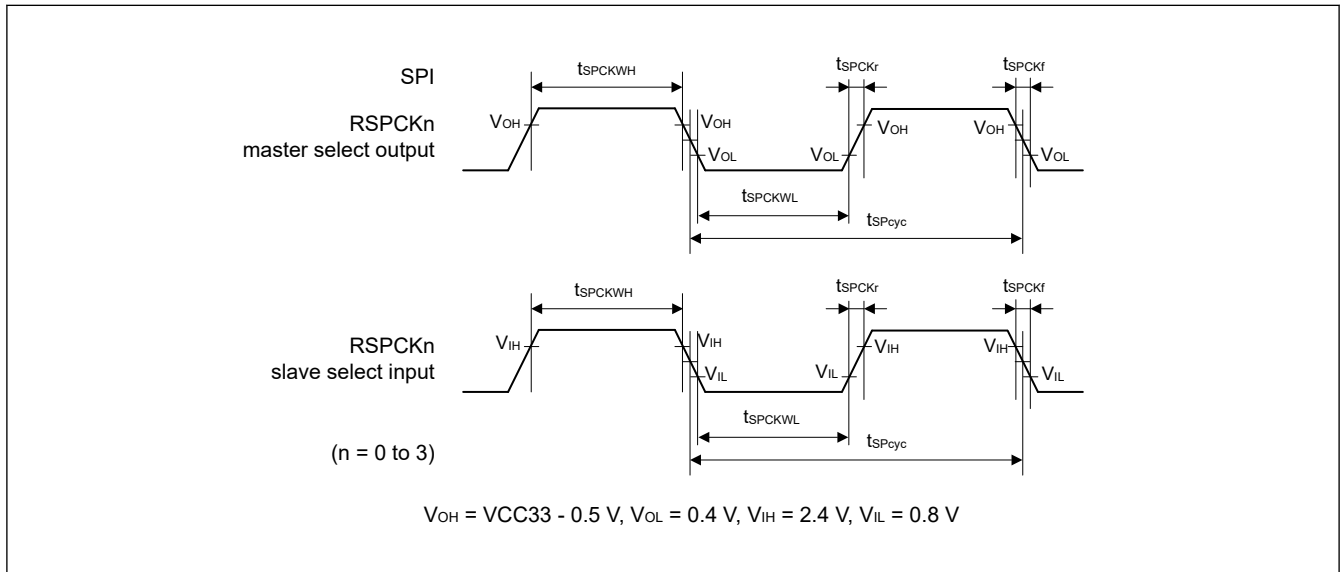 SPI
tSPCKWH
tSPCKr
tSPCKf
RSPCKn
master select output
VOH
VOH
VOL
VOL
VOH
VOH
VOL
tSPCKWL
tSPcyc
tSPCKWH
tSPCKr
tSPCKf
RSPCKn
slave select input
VIH
VIH
VIL
VIL
VIH
VIH
VIL
tSPCKWL
tSPcyc
(n = 0 to 3)
VOH = VCC33 - 0.5 V, VOL = 0.4 V, VIH = 2.4 V, VIL = 0.8 V